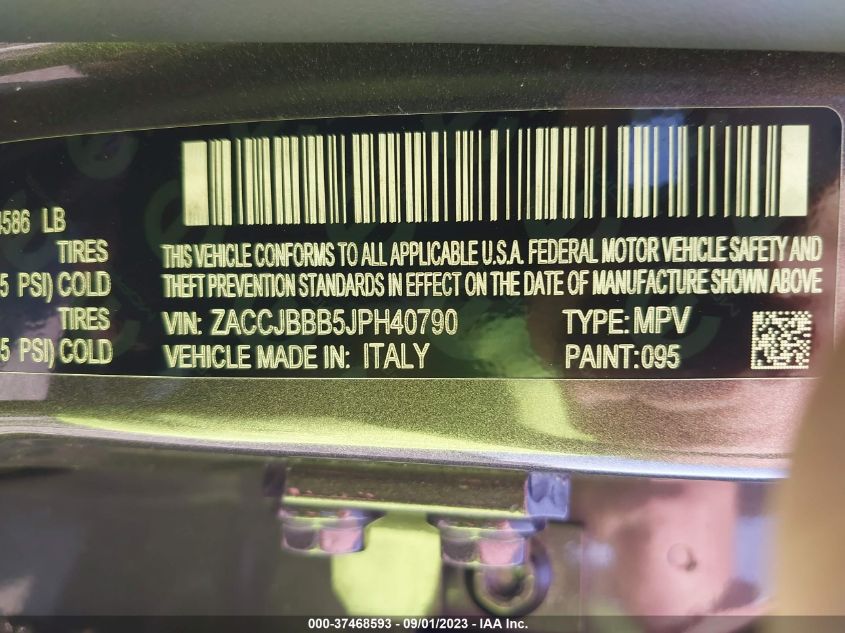 586 LB
TIRES
5 PSI) COLD
TIRES
5 PSI) COLD
THIS VEHICLE CONFORMS TO ALL APPLICABLE U.S.A. FEDERAL MOTOR VEHICLE SAFETY AND
THEFT PREVENTION STANDARDS IN EFFECT ON THE DATE OF MANUFACTURE SHOWN ABOVE
VIN: ZACCJBBB5JPH40790 TYPE: MPV
VEHICLE MADE IN: ITALY PAINT: 095
000-37468593 - 09/01/2023 - IAA Inc.